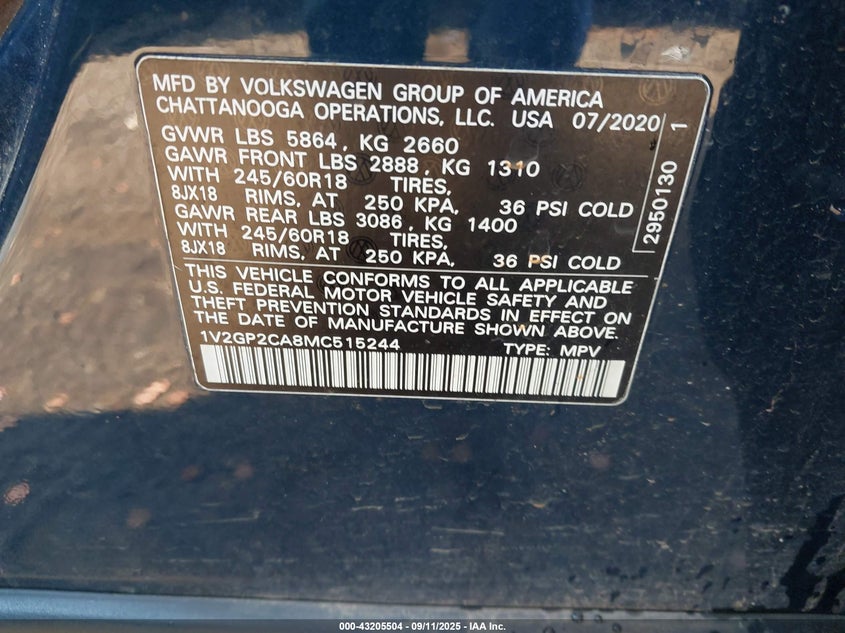 MFD BY VOLKSWAGEN GROUP OF AMERICA
CHATTANOOGA OPERATIONS, LLC. USA 07/2020
GVWR LBS 5864, KG 2660
GAWR FRONT LBS 2888, KG 1310
WITH 245/60R18 TIRES,
8JX18 RIMS, AT 250 KPA, 36 PSI COLD
GAWR REAR LBS 3086, KG 1400
WITH 245/60R18 TIRES,
8JX18 RIMS, AT 250 KPA, 36 PSI COLD
2950130 1
THIS VEHICLE CONFORMS TO ALL APPLICABLE
U.S. FEDERAL MOTOR VEHICLE SAFETY AND
THEFT PREVENTION STANDARDS IN EFFECT ON
THE DATE OF MANUFACTURE SHOWN ABOVE.
1V2GP2CA8MC515244 TYPE: MPV
000-43205504 - 09/11/2025 - IAA Inc.